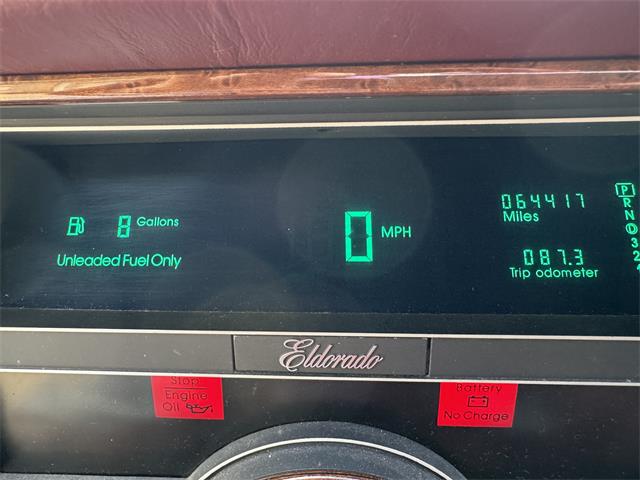 8 Gallons
Unleaded Fuel Only
0 MPH
064417
Miles
087.3
Trip odometer
P
R
N
D
3
2
Eldorado
Stop
Engine
Oil
Battery
No Charge